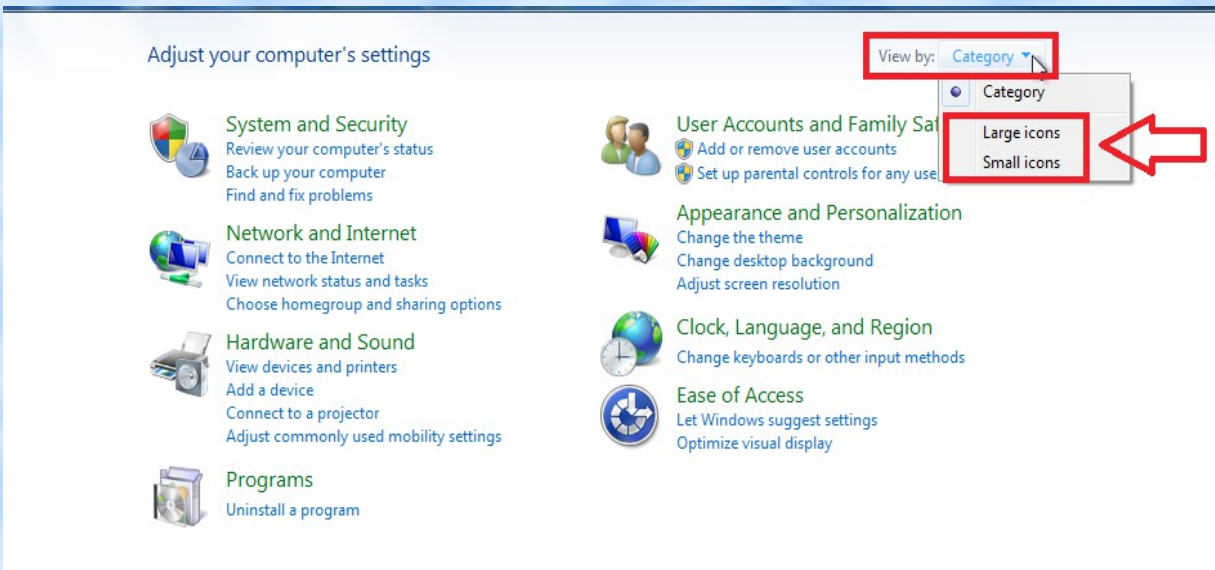 Adjust your computer's settings
View by: Category
Category
Large icons
Small icons
System and Security
Review your computer's status
Back up your computer
Find and fix problems
Network and Internet
Connect to the Internet
View network status and tasks
Choose homegroup and sharing options
Hardware and Sound
View devices and printers
Add a device
Connect to a projector
Adjust commonly used mobility settings
Programs
Uninstall a program
User Accounts and Family Saf
Add or remove user accounts
Set up parental controls for any use
Appearance and Personalization
Change the theme
Change desktop background
Adjust screen resolution
Clock, Language, and Region
Change keyboards or other input methods
Ease of Access
Let Windows suggest settings
Optimize visual display